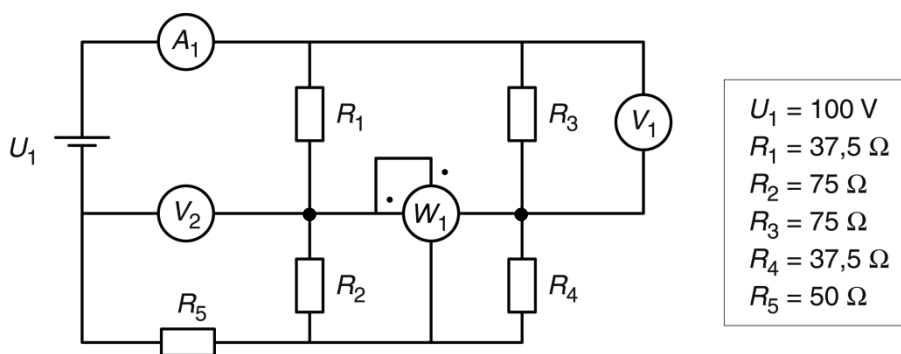 A₁
R₁
R₃
V₁
U₁
V₂
W₁
R₂
R₄
R₅
U₁ = 100 V
R₁ = 37,5 Ω
R₂ = 75 Ω
R₃ = 75 Ω
R₄ = 37,5 Ω
R₅ = 50 Ω